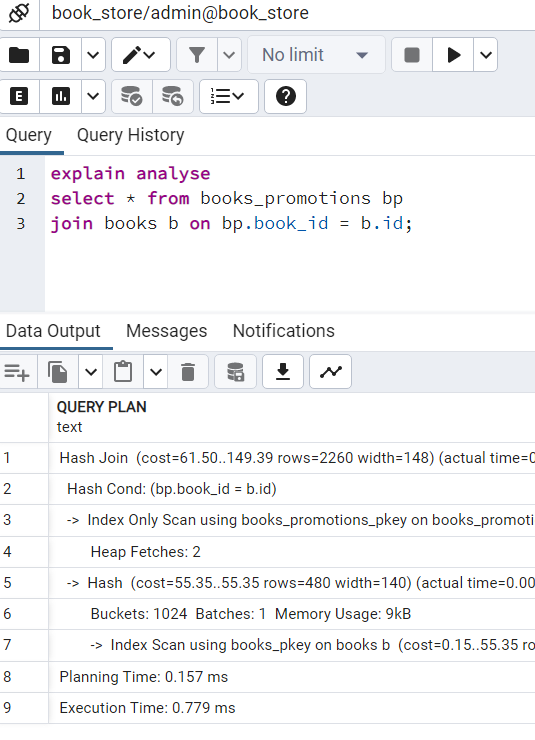 book_store/admin@book_store
No limit
E
Query Query History
1 explain analyse
2 select * from books_promotions bp
3 join books b on bp.book_id = b.id;
Data Output Messages Notifications
QUERY PLAN
text
1 Hash Join (cost=61.50..149.39 rows=2260 width=148) (actual time=0
2 Hash Cond: (bp.book_id = b.id)
3 -> Index Only Scan using books_promotions_pkey on books_promoti
4 Heap Fetches: 2
5 -> Hash (cost=55.35..55.35 rows=480 width=140) (actual time=0.00
6 Buckets: 1024 Batches: 1 Memory Usage: 9kB
7 -> Index Scan using books_pkey on books b (cost=0.15..55.35 ro
8 Planning Time: 0.157 ms
9 Execution Time: 0.779 ms